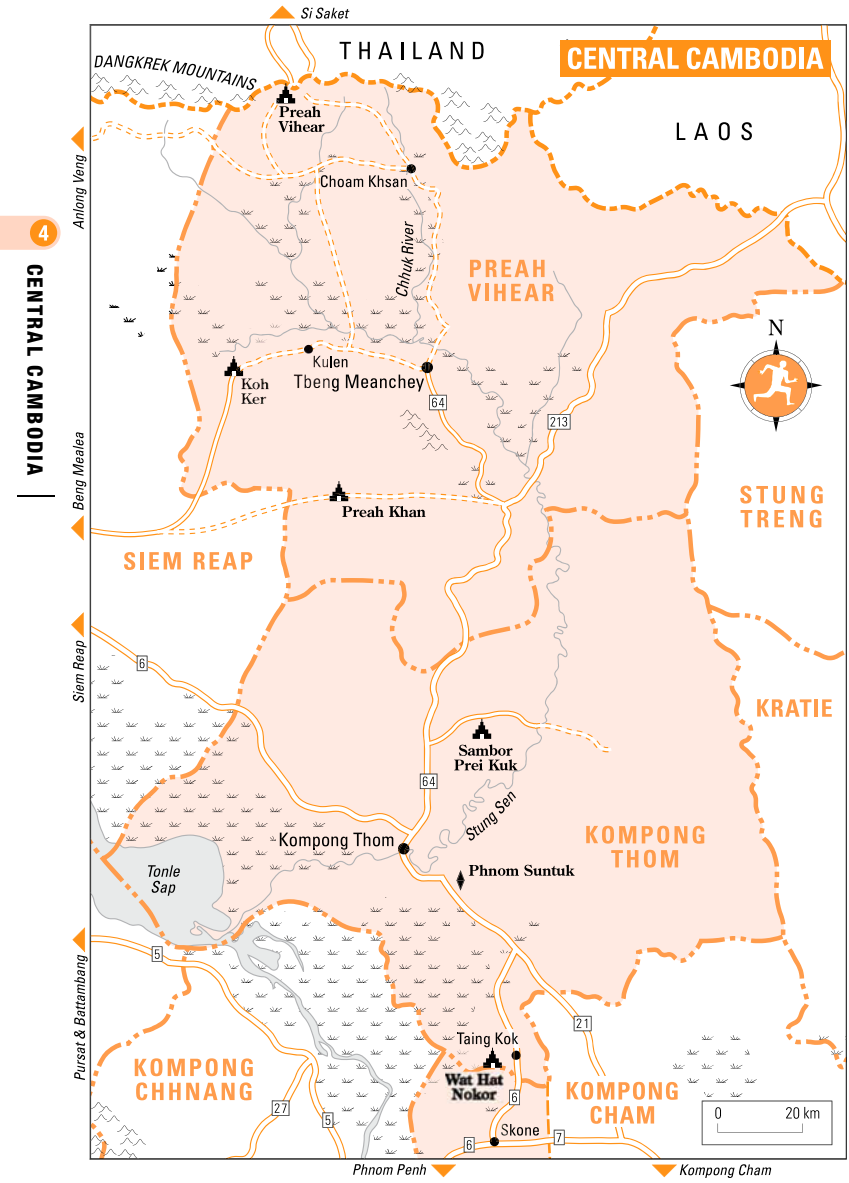 Si Saket
THAILAND
CENTRAL CAMBODIA
DANGKREK MOUNTAINS
Preah
Vihear
LAOS
Anlong Veng
Choam Khsan
4
CENTRAL CAMBODIA
Chhuk River
PREAH
VIHEAR
N
Kulen
Koh
Ker
Tbeng Meanchey
64
213
Beng Mealea
Preah Khan
STUNG
TRENG
SIEM REAP
Siem Reap
6
KRATIE
Sambor
Prei Kuk
64
Stung Sen
Kompong Thom
KOMPONG
THOM
Tonle
Sap
Phnom Suntuk
Pursat & Battambang
5
21
Taing Kok
KOMPONG
CHHNANG
Wat Hat
Nokor
KOMPONG
CHAM
27
5
6
0 20 km
Skone
6
7
Phnom Penh
Kompong Cham